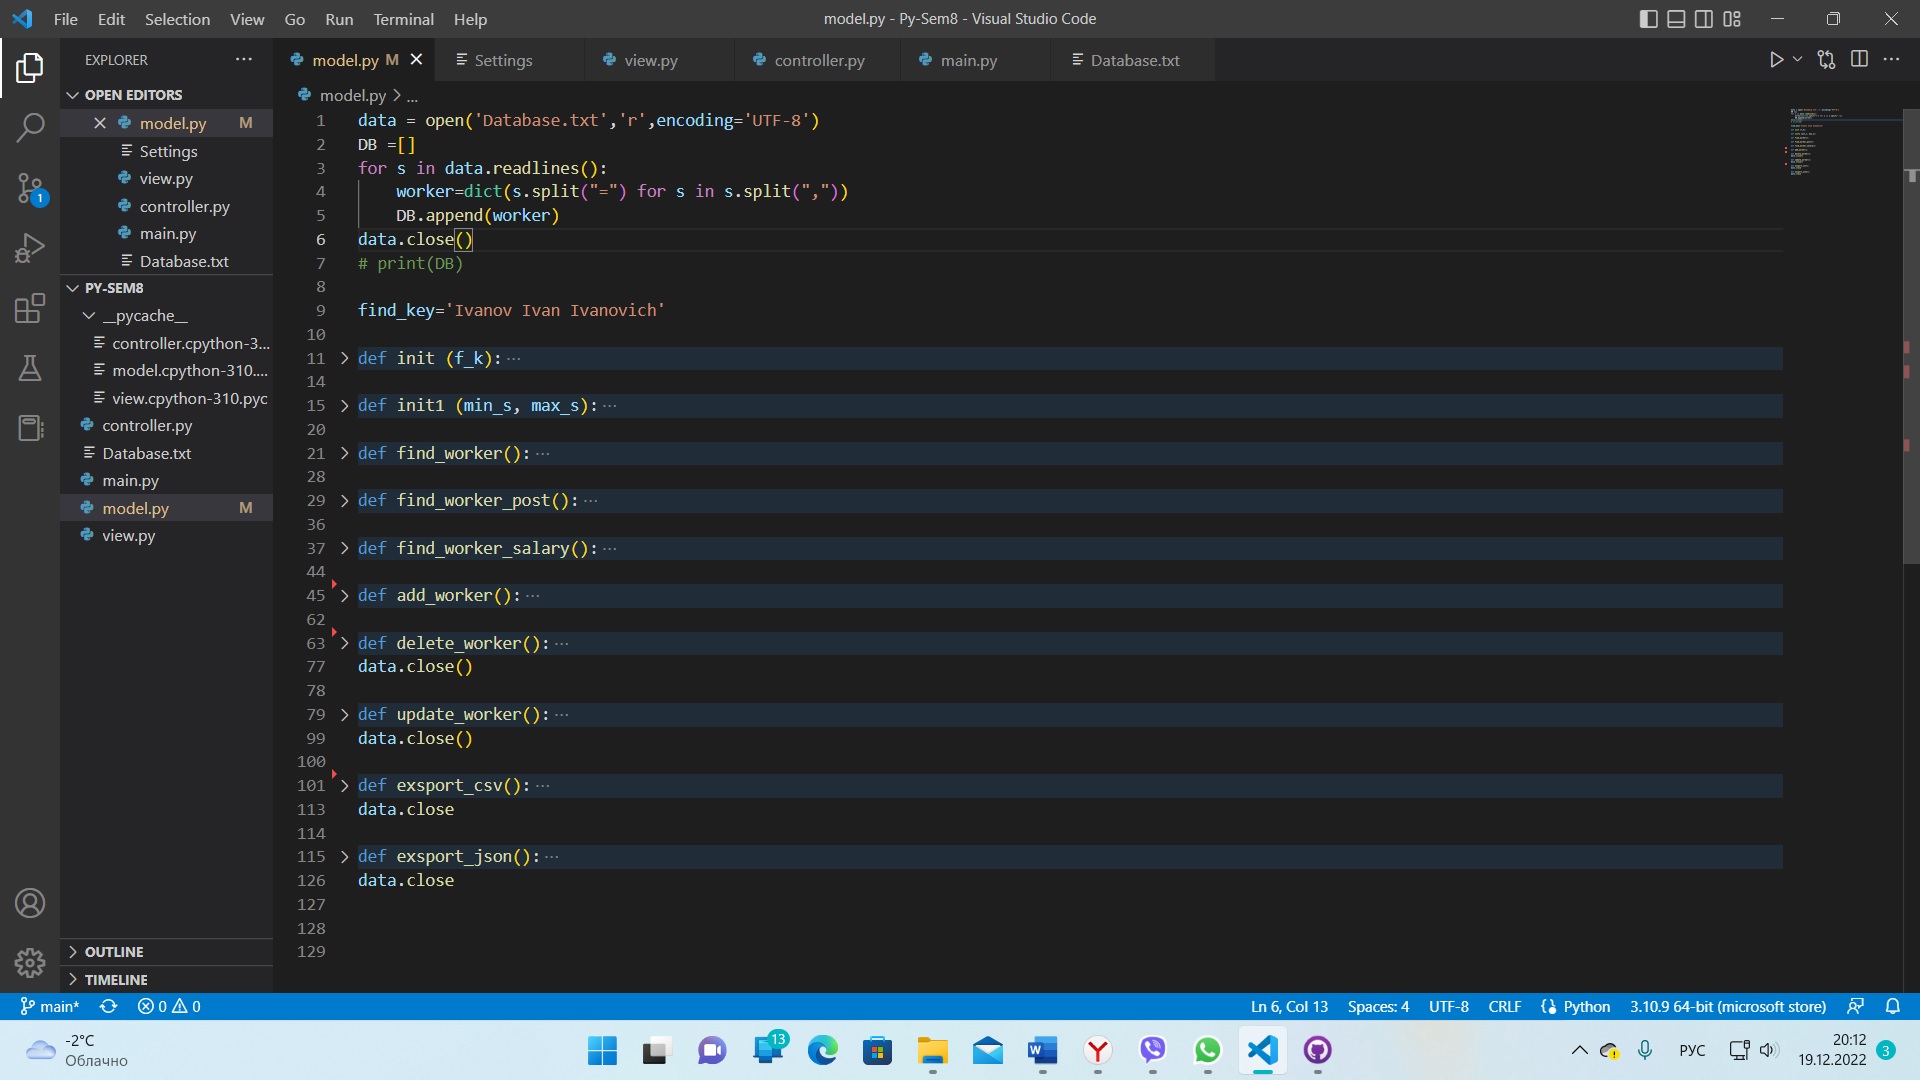 File Edit Selection View Go Run Terminal Help
model.py - Py-Sem8 - Visual Studio Code
EXPLORER
OPEN EDITORS
model.py M
Settings
view.py
controller.py
main.py
Database.txt
PY-SEM8
__pycache__
controller.cpython-3...
model.cpython-310....
view.cpython-310.pyc
controller.py
Database.txt
main.py
model.py M
view.py
OUTLINE
TIMELINE
model.py M Settings view.py controller.py main.py Database.txt
model.py > ...
1 data = open('Database.txt','r',encoding='UTF-8')
2 DB =[]
3 for s in data.readlines():
4 worker=dict(s.split("=") for s in s.split(","))
5 DB.append(worker)
6 data.close()
7 # print(DB)
8
9 find_key='Ivanov Ivan Ivanovich'
10
11 def init (f_k):···
14
15 def init1 (min_s, max_s):···
20
21 def find_worker():···
28
29 def find_worker_post():···
36
37 def find_worker_salary():···
44
45 def add_worker():···
62
63 def delete_worker():···
77 data.close()
78
79 def update_worker():···
99 data.close()
100
101 def exsport_csv():···
113 data.close
114
115 def exsport_json():···
126 data.close
127
128
129
1
main* 0 0 Ln 6, Col 13 Spaces: 4 UTF-8 CRLF Python 3.10.9 64-bit (microsoft store)
-2°C
Облачно
13
РУС
20:12
19.12.2022
3